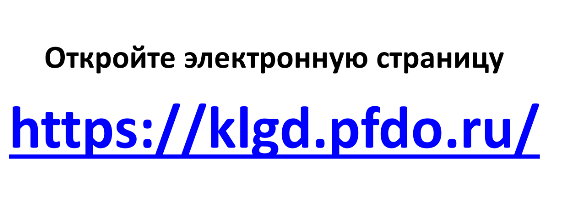 Откройте электронную страницу
https://klgd.pfdo.ru/